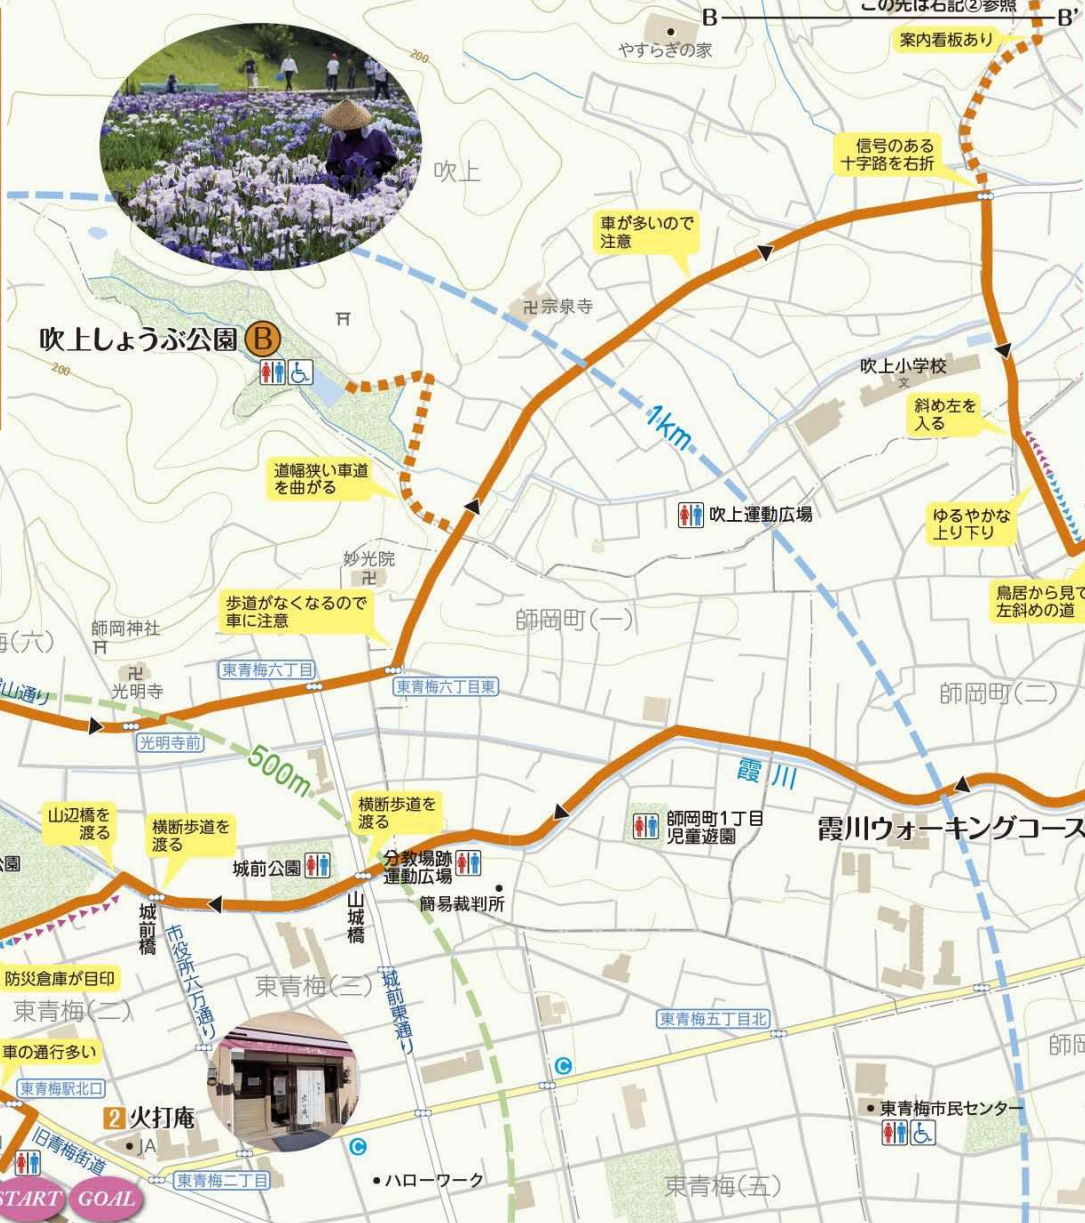 この先は右記②参照
B
B'
案内看板あり
やすらぎの家
200
信号のある
十字路を右折
吹上
車が多いので
注意
卍宗泉寺
吹上しょうぶ公園 B
200
吹上小学校
文
斜め左を
入る
1km
道幅狭い車道
を曲がる
吹上運動広場
ゆるやかな
上り下り
妙光院
卍
鳥居から見て
左斜めの道
歩道がなくなるので
車に注意
師岡町(一)
師岡神社
(六)
卍
光明寺
東青梅六丁目
東青梅六丁目東
師岡町(二)
山通り
光明寺前
500m
霞川
山辺橋を
渡る
横断歩道を
渡る
横断歩道を
渡る
師岡町1丁目
児童遊園
霞川ウォーキングコース
公園
城前公園
分教場跡
運動広場
簡易裁判所
山城橋
城前橋
市役所六万通り
城前東通り
防災倉庫が目印
東青梅(二)
東青梅(三)
東青梅五丁目北
師岡
車の通行多い
東青梅駅北口
C
2 火打庵
JA
旧青梅街道
C
東青梅市民センター
東青梅二丁目
ハローワーク
東青梅(五)
START
GOAL